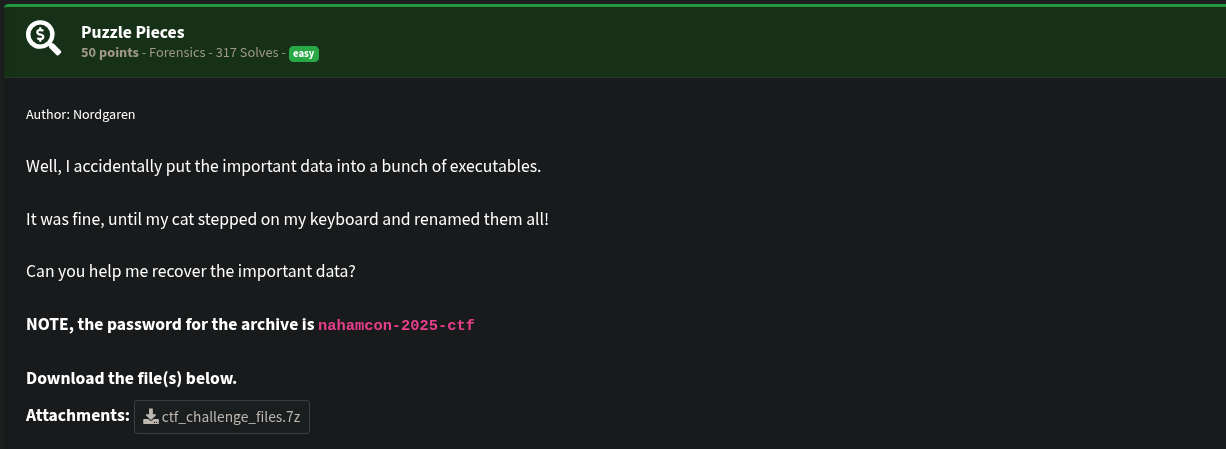 Puzzle Pieces
50 points - Forensics - 317 Solves - easy
Author: Nordgaren
Well, I accidentally put the important data into a bunch of executables.
It was fine, until my cat stepped on my keyboard and renamed them all!
Can you help me recover the important data?
NOTE, the password for the archive is nahamcon-2025-ctf
Download the file(s) below.
Attachments: ctf_challenge_files.7z